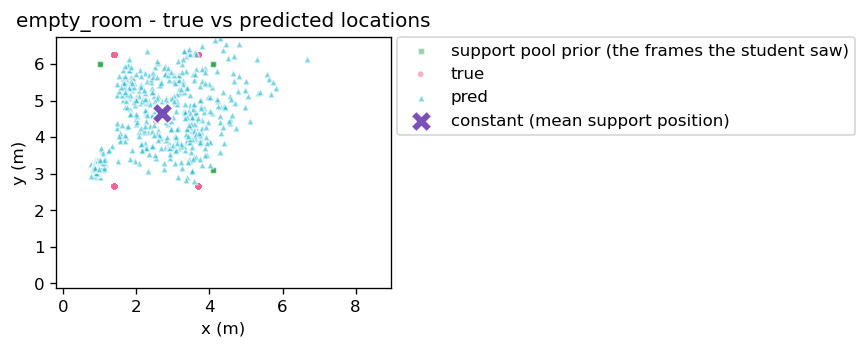 empty_room - true vs predicted locations
support pool prior (the frames the student saw)
true
pred
constant (mean support position)
y (m)
6
5
4
3
2
1
0
0 2 4 6 8
x (m)